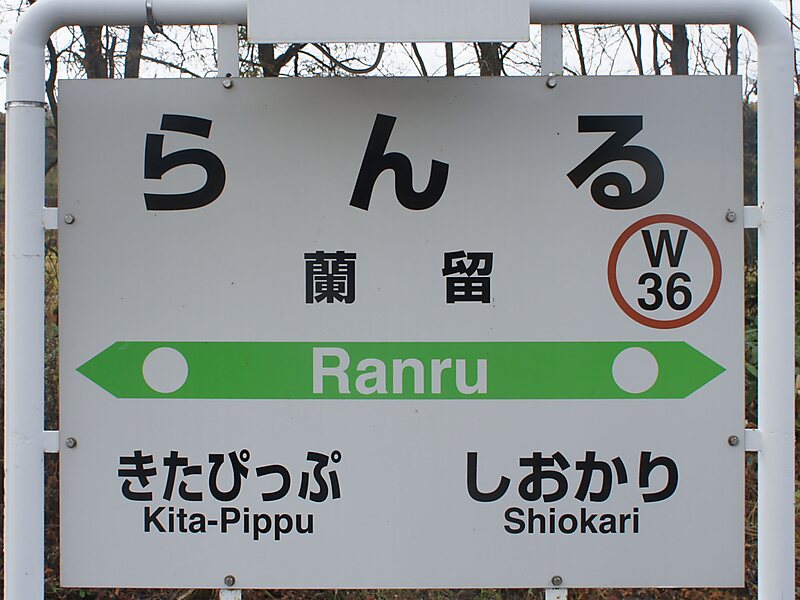 らんる
蘭留
W
36
Ranru
きたぴっぷ
Kita-Pippu
しおかり
Shiokari